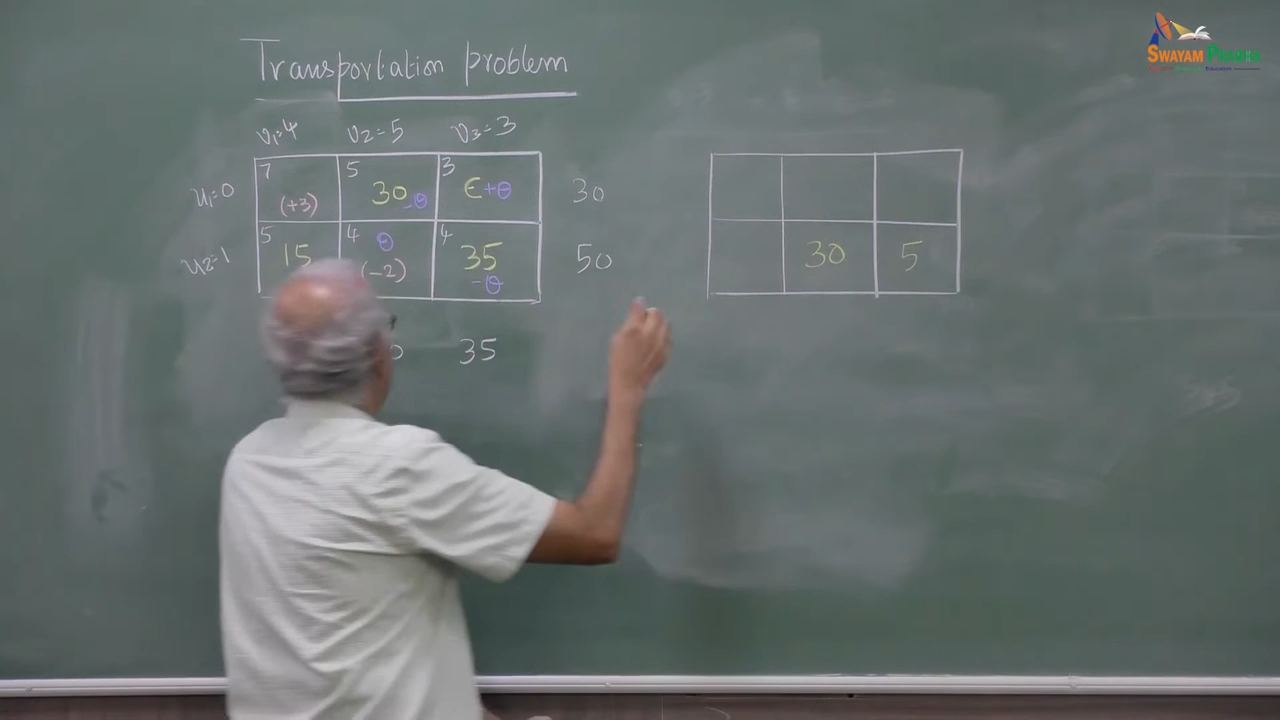 SWAYAM PRABHA
Transportation problem
v1=4 v2=5 v3=3
u1=0 7 (+3) 5 30 -θ 3 ϵ+θ 30
u2=1 5 15 4 θ (-2) 4 35 -θ 50 30 5
35